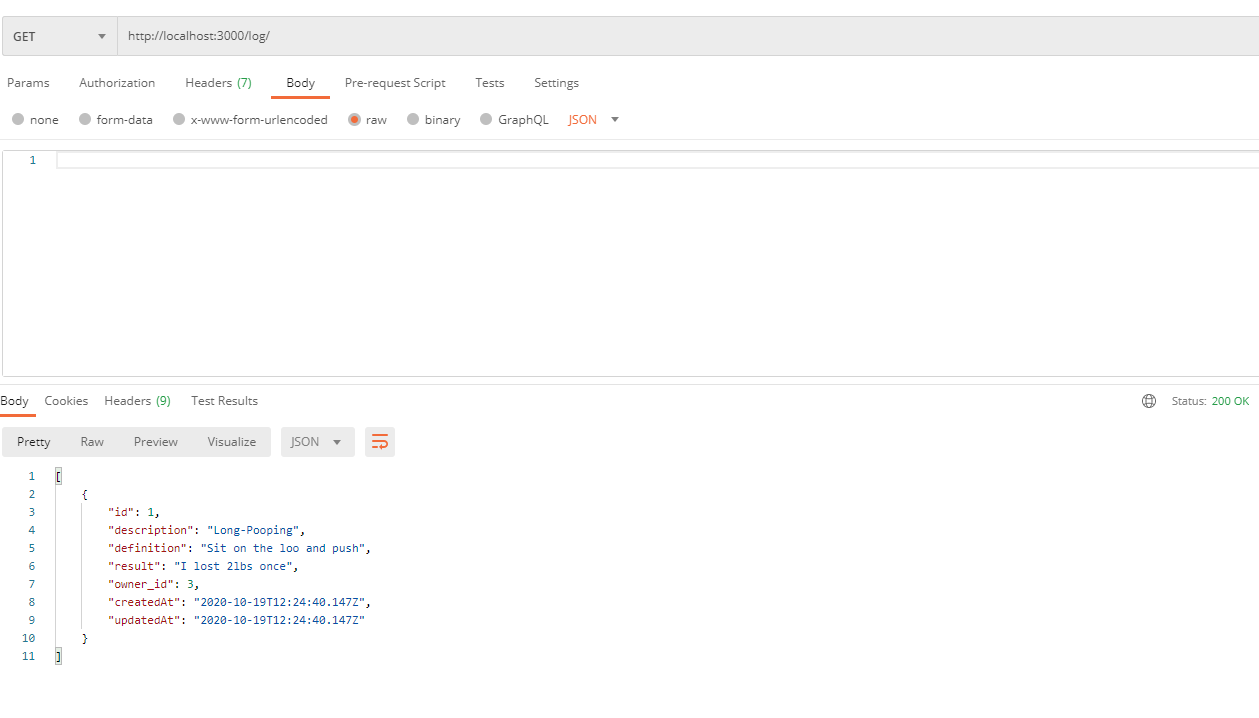 GET http://localhost:3000/log/
Params Authorization Headers (7) Body Pre-request Script Tests Settings
none form-data x-www-form-urlencoded raw binary GraphQL JSON
1
Body Cookies Headers (9) Test Results Status: 200 OK
Pretty Raw Preview Visualize JSON
1 [
2 {
3 "id": 1,
4 "description": "Long-Pooping",
5 "definition": "Sit on the loo and push",
6 "result": "I lost 2lbs once",
7 "owner_id": 3,
8 "createdAt": "2020-10-19T12:24:40.147Z",
9 "updatedAt": "2020-10-19T12:24:40.147Z"
10 }
11 ]